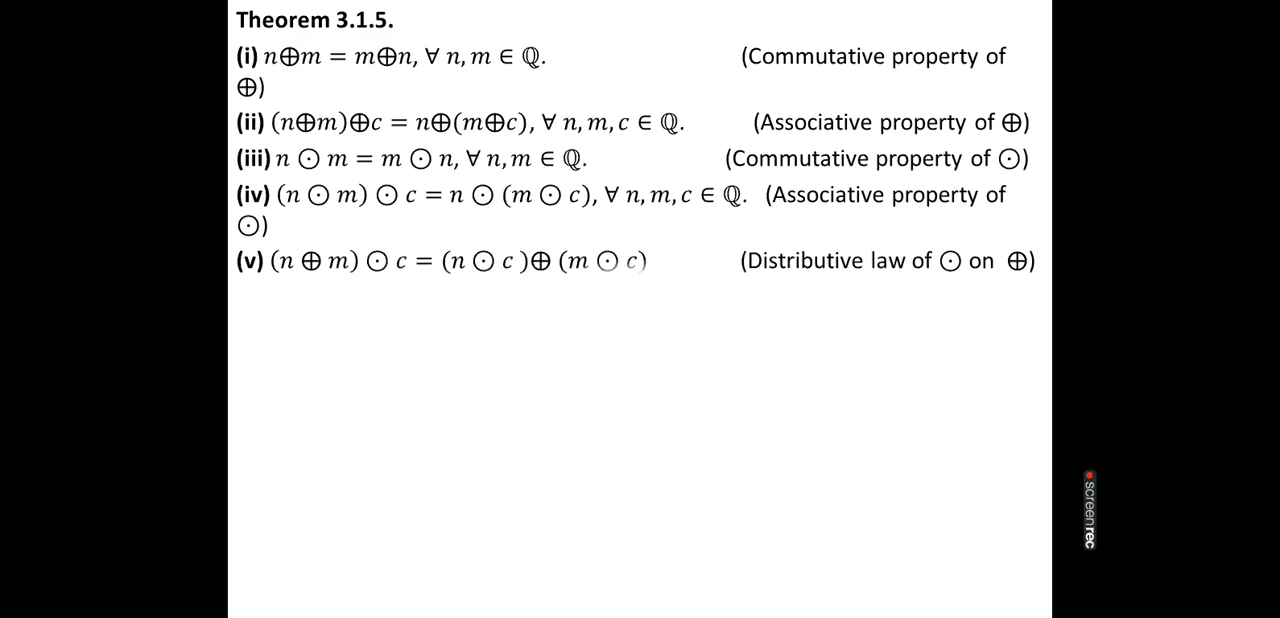 Theorem 3.1.5.
(i) n⊕m = m⊕n, ∀ n, m ∈ ℚ. (Commutative property of
⊕)
(ii) (n⊕m)⊕c = n⊕(m⊕c), ∀ n, m, c ∈ ℚ. (Associative property of ⊕)
(iii) n ⊙ m = m ⊙ n, ∀ n, m ∈ ℚ. (Commutative property of ⊙)
(iv) (n ⊙ m) ⊙ c = n ⊙ (m ⊙ c), ∀ n, m, c ∈ ℚ. (Associative property of
⊙)
(v) (n ⊕ m) ⊙ c = (n ⊙ c )⊕ (m ⊙ c) (Distributive law of ⊙ on ⊕)
screenrec